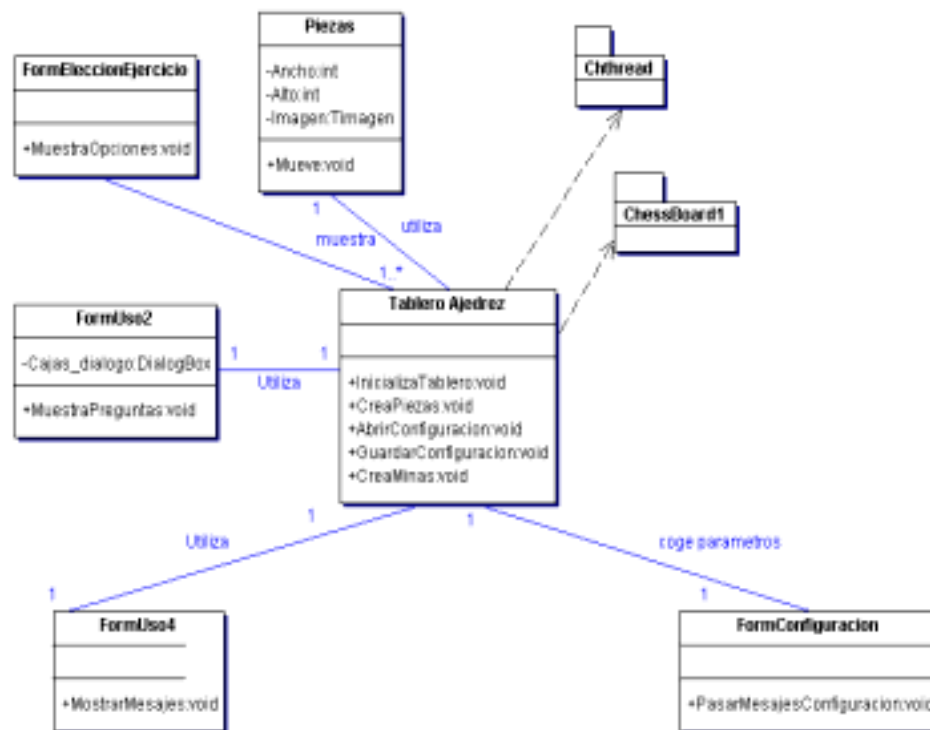 Piezas
-Ancho:int
-Alto:int
-Imagen:TImagen
+Mueve:void
FormEleccionEjercicio
+MuestraOpciones:void
Chthread
ChessBoard1
1
utiliza
muestra
1..*
Tablero Ajedrez
+InicializaTablero:void
+CreaPiezas:void
+AbrirConfiguracion:void
+GuardarConfiguracion:void
+CreaMinas:void
FormUso2
-Cajas_dialogo:DialogBox
+MuestraPreguntas:void
1
1
Utiliza
1
1
Utiliza
coge parametros
1
1
FormUso4
+MostrarMesajes:void
FormConfiguracion
+PasarMesajesConfiguracion:void